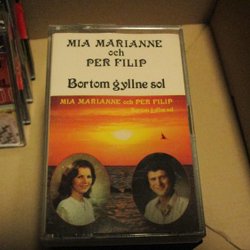 MIA MARIANNE
och
PER FILIP
Bortom gyllne sol
MIA MARIANNE och PER FILIP
Bortom gyllne sol